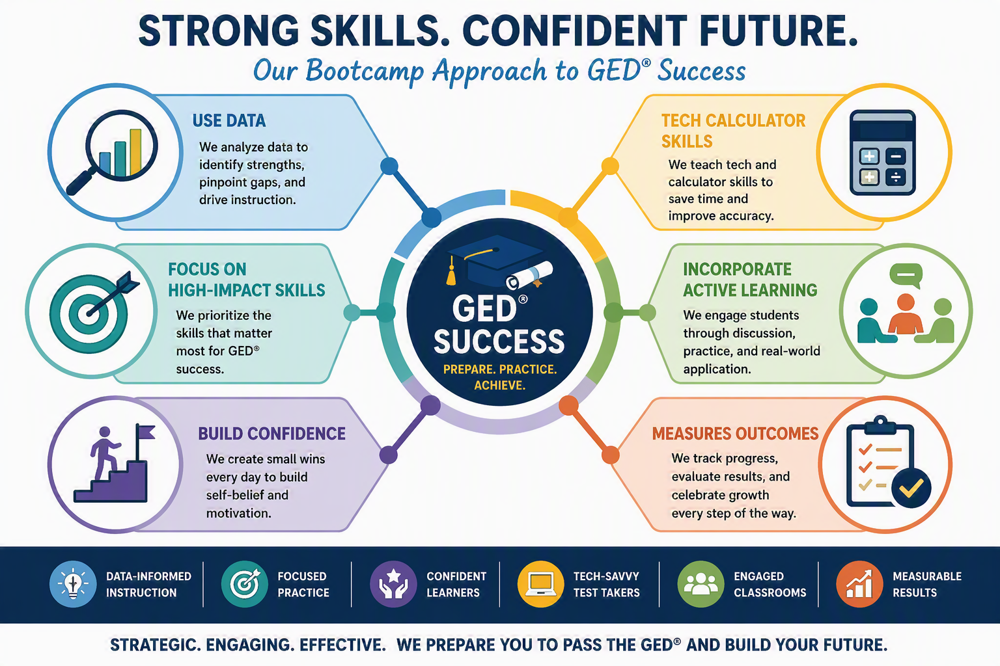 STRONG SKILLS. CONFIDENT FUTURE.
Our Bootcamp Approach to GED® Success
USE DATA
We analyze data to
identify strengths,
pinpoint gaps, and
drive instruction.
FOCUS ON
HIGH-IMPACT SKILLS
We prioritize the
skills that matter
most for GED®
success.
BUILD CONFIDENCE
We create small wins
every day to build
self-belief and
motivation.
GED®
SUCCESS
PREPARE. PRACTICE.
ACHIEVE.
TECH CALCULATOR
SKILLS
We teach tech and
calculator skills to
save time and
improve accuracy.
INCORPORATE
ACTIVE LEARNING
We engage students
through discussion,
practice, and real-world
application.
MEASURES OUTCOMES
We track progress,
evaluate results, and
celebrate growth
every step of the way.
DATA-INFORMED
INSTRUCTION
FOCUSED
PRACTICE
CONFIDENT
LEARNERS
TECH-SAVVY
TEST TAKERS
ENGAGED
CLASSROOMS
MEASURABLE
RESULTS
STRATEGIC. ENGAGING. EFFECTIVE. WE PREPARE YOU TO PASS THE GED® AND BUILD YOUR FUTURE.